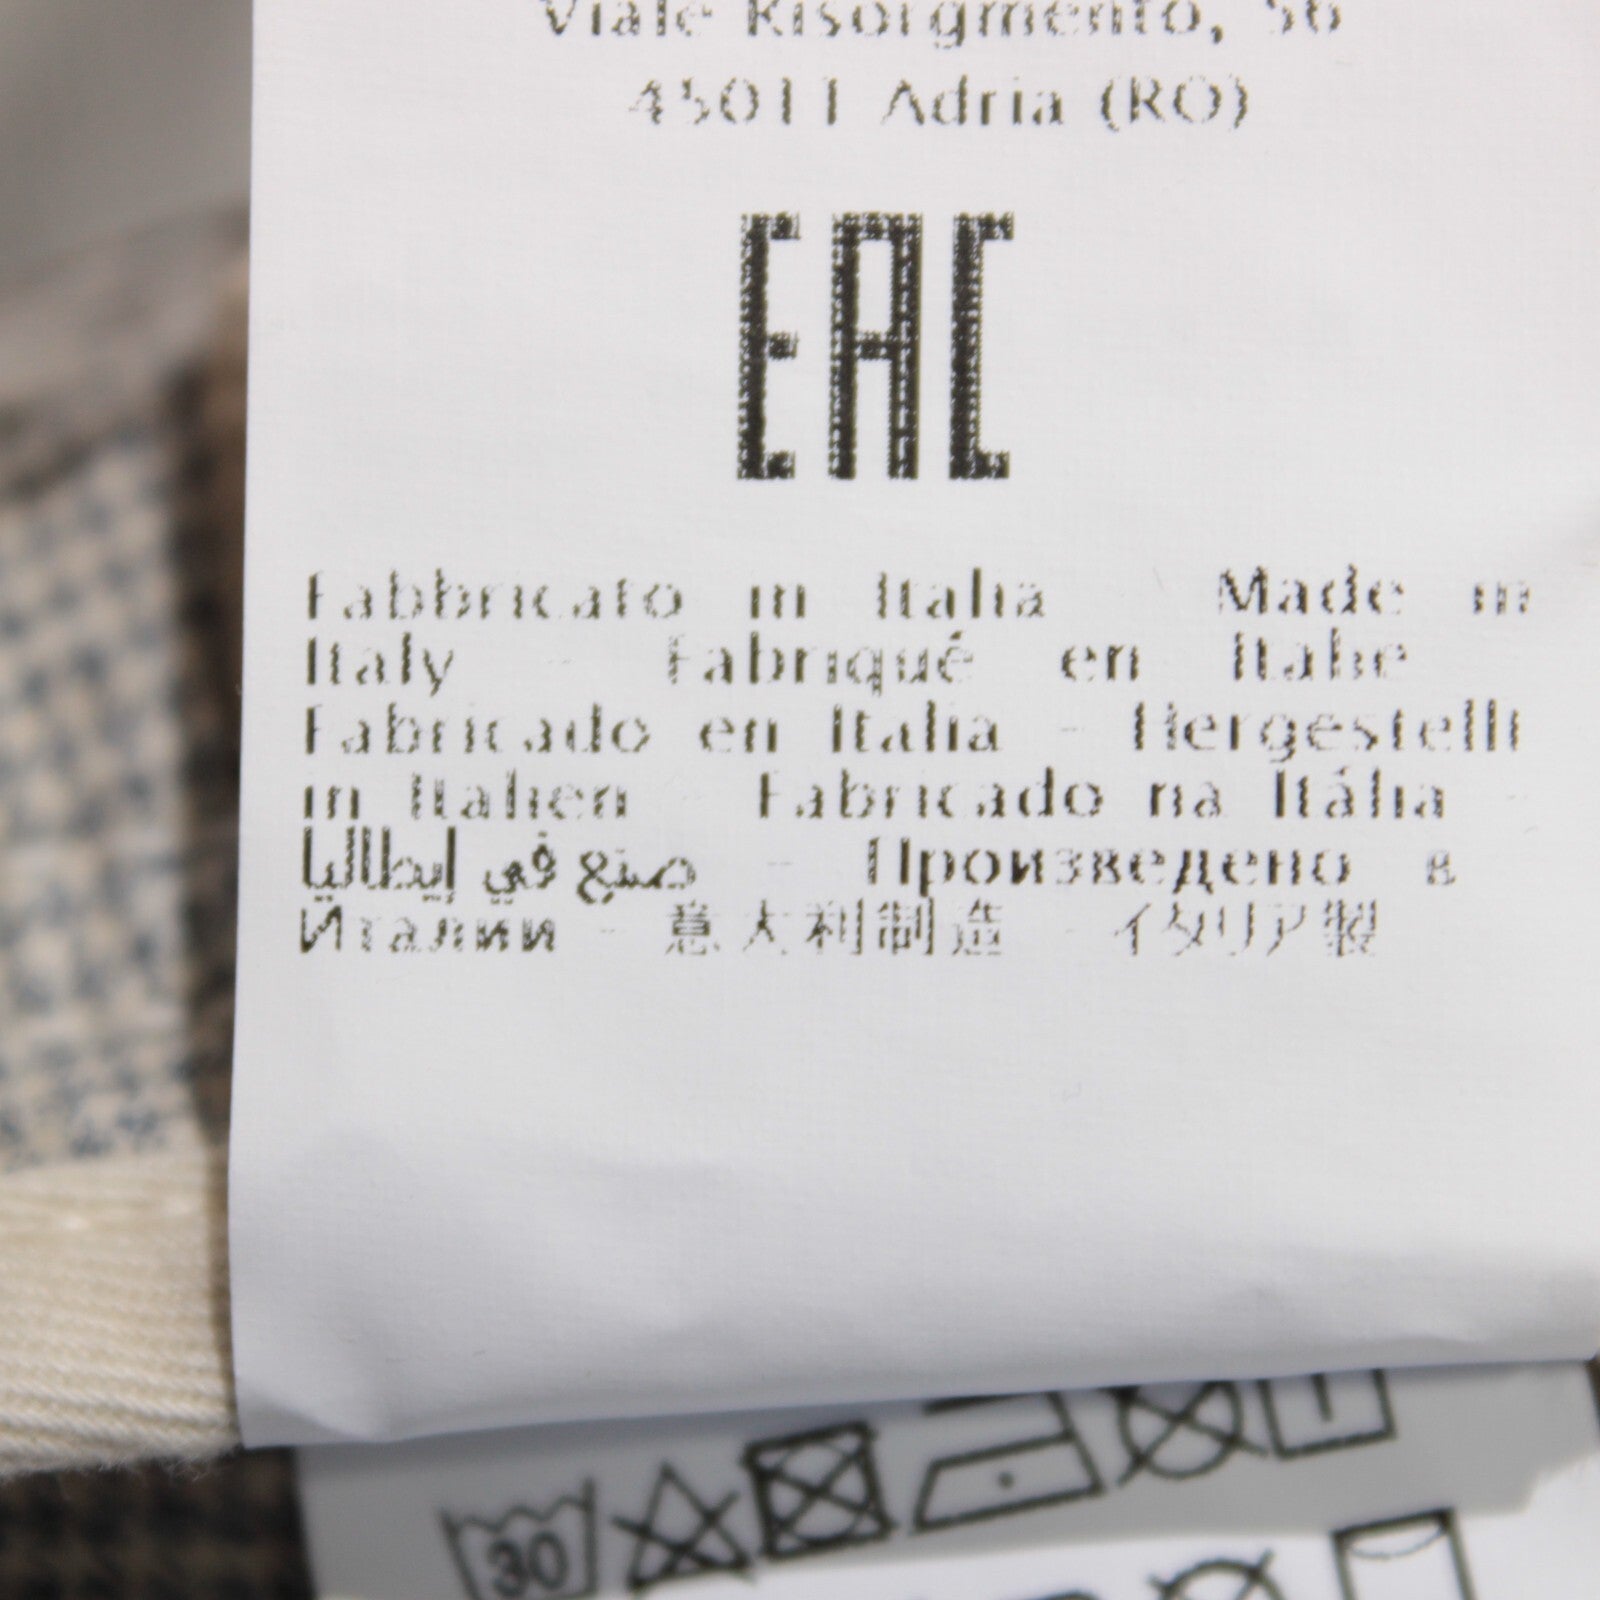 Viale Risorgmento, 56
45011 Adria (RO)
EAC
Fabbricato in Italia Made in
Italy - Fabriqué en Italie
Fabricado en Italia - Hergestellt
in Italien - Fabricado na Itália -
صنع في إيطاليا - Произведено в
Италии - 意大利制造 - イタリア製
30